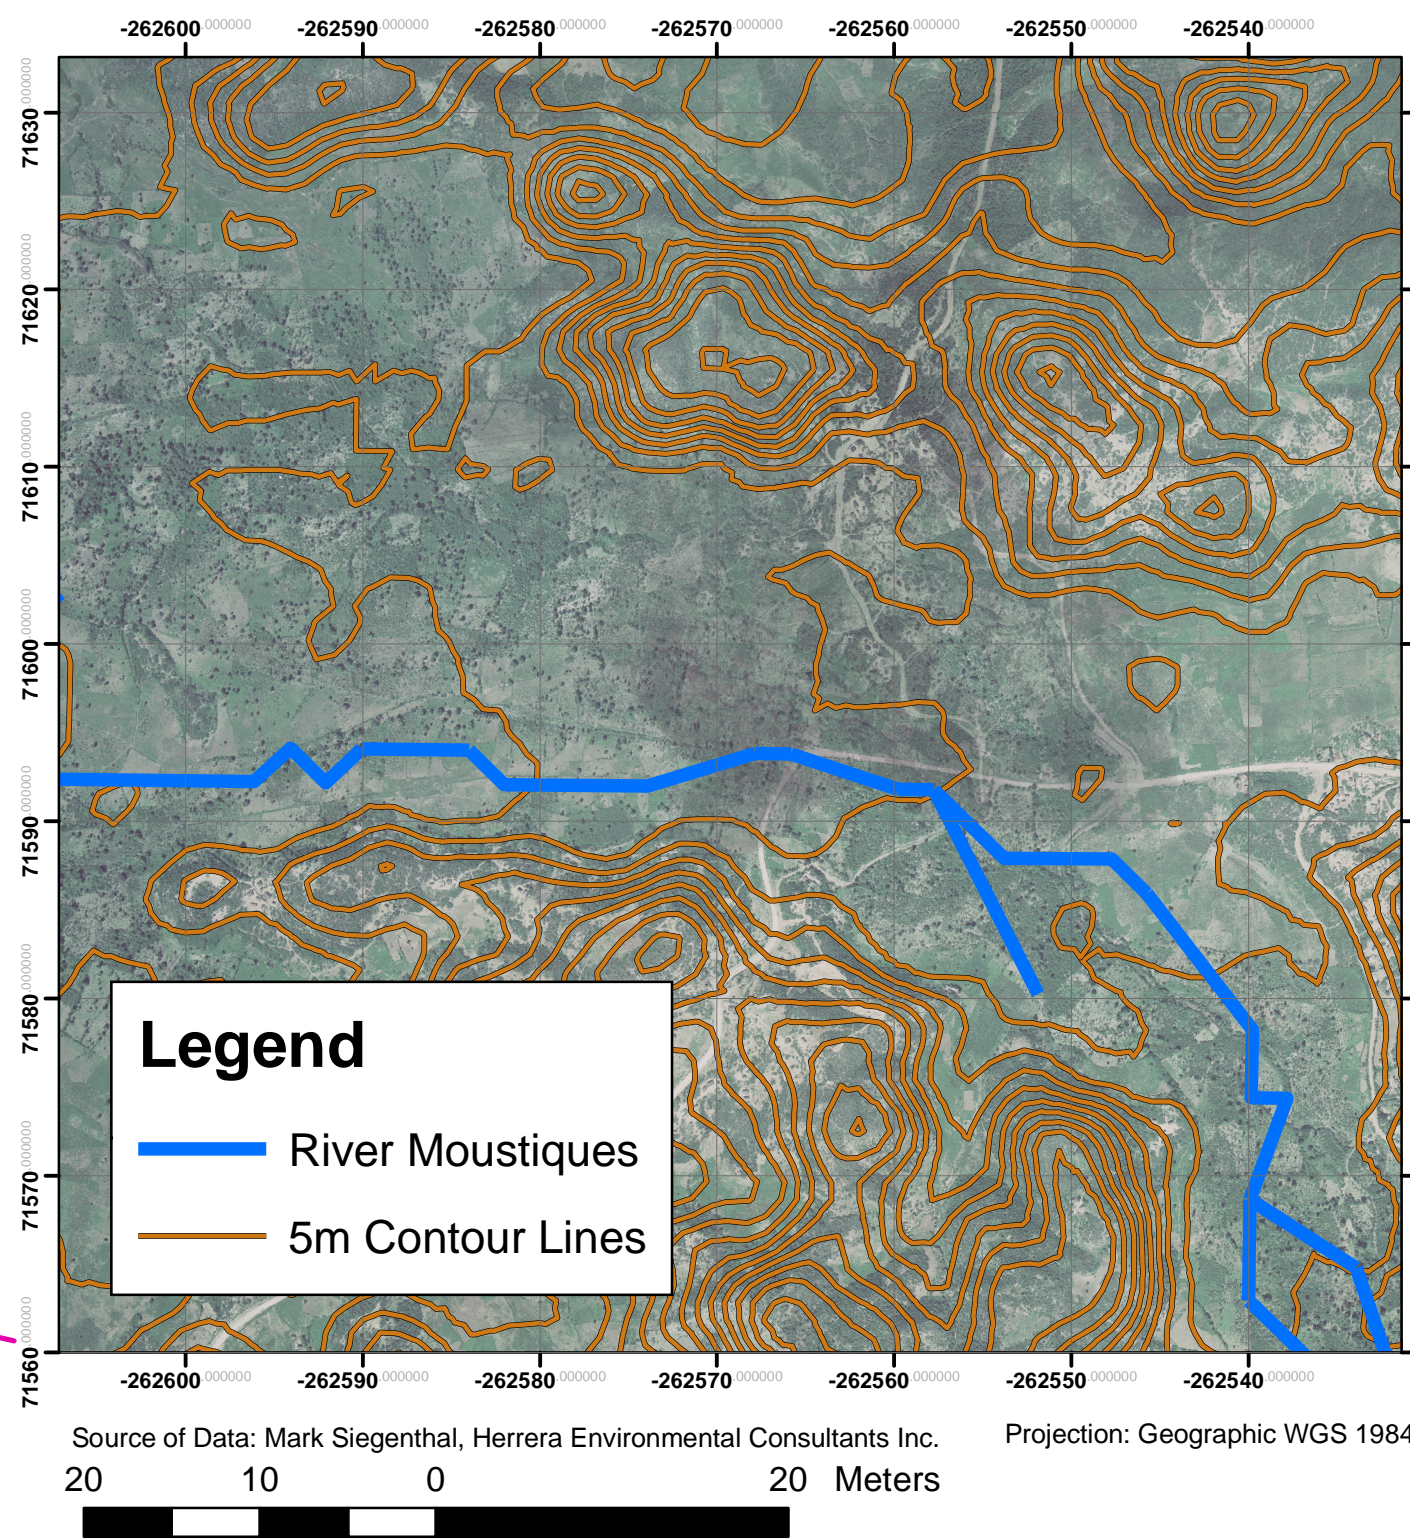 -262600.000000 -262590.000000 -262580.000000 -262570.000000 -262560.000000 -262550.000000 -262540.000000
71630.000000
71620.000000
71610.000000
71600.000000
71590.000000
71580.000000
71570.000000
71560.000000
Legend
River Moustiques
5m Contour Lines
-262600.000000 -262590.000000 -262580.000000 -262570.000000 -262560.000000 -262550.000000 -262540.000000
Source of Data: Mark Siegenthal, Herrera Environmental Consultants Inc.
Projection: Geographic WGS 1984
20 10 0 20 Meters